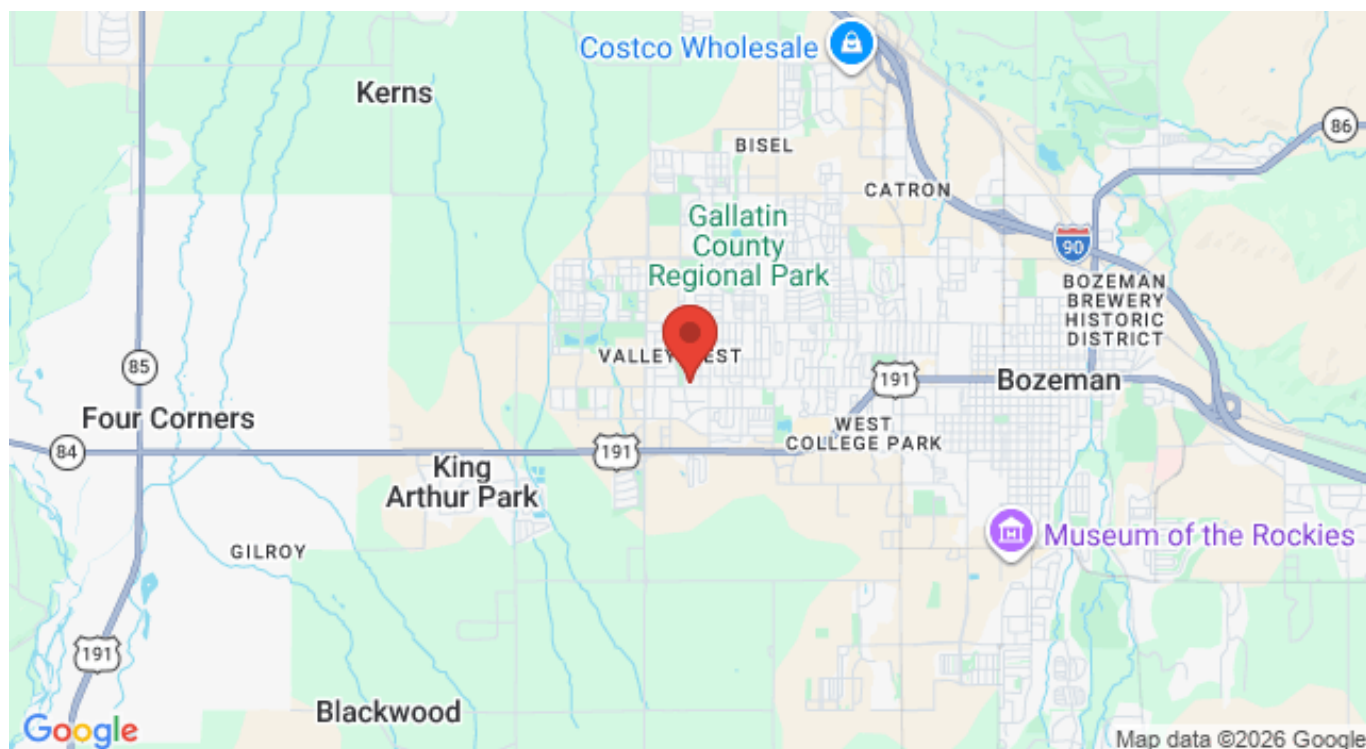 Costco Wholesale
Kerns
86
BISEL
CATRON
Gallatin
County
Regional Park
90
BOZEMAN
BREWERY
HISTORIC
DISTRICT
85
191
Bozeman
Four Corners
WEST
COLLEGE PARK
84
191
King
Arthur Park
Museum of the Rockies
GILROY
191
Blackwood
Google
Map data ©2026 Google